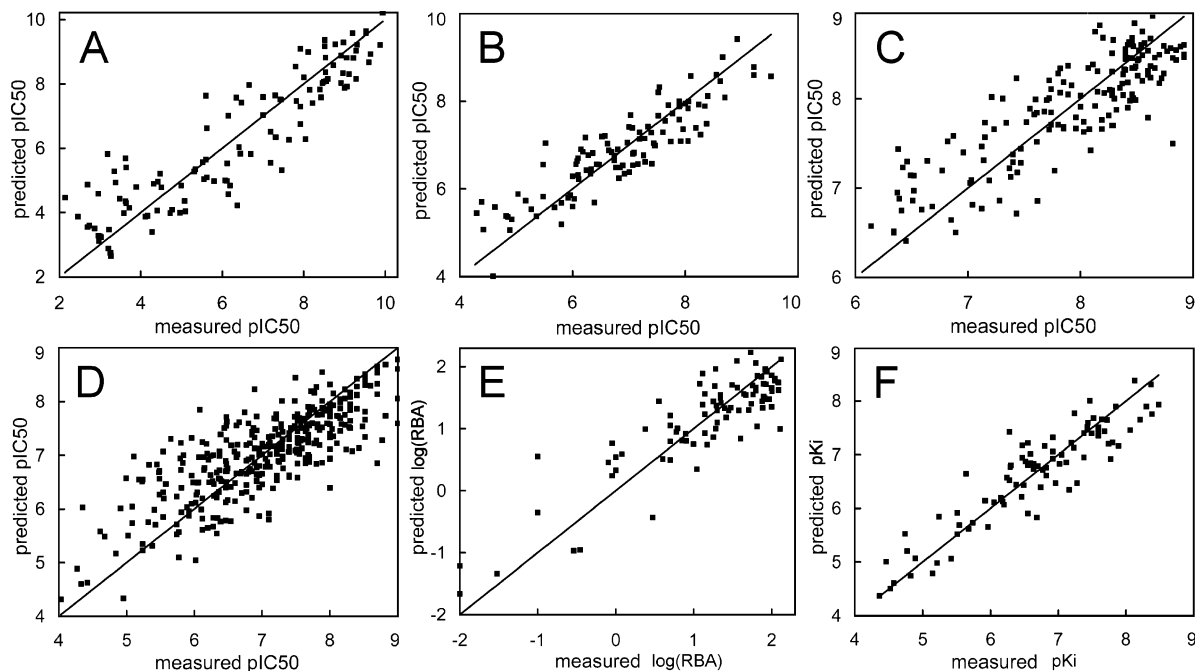 A
predicted pIC50
10
8
6
4
2
2 4 6 8 10
measured pIC50
B
predicted pIC50
10
8
6
4
4 6 8 10
measured pIC50
C
predicted pIC50
9
8
7
6
6 7 8 9
measured pIC50
D
predicted pIC50
9
8
7
6
5
4
4 5 6 7 8 9
measured pIC50
E
predicted log(RBA)
2
1
0
-1
-2
-2 -1 0 1 2
measured log(RBA)
F
predicted pKi
9
8
7
6
5
4
4 5 6 7 8 9
measured pKi